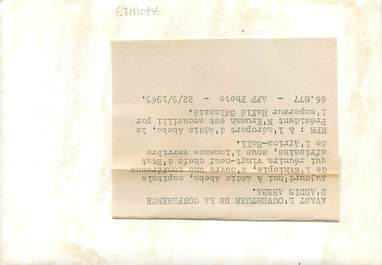 ETHIOPIE
AVANT L'OUVERTURE DE LA CONFERENCE
D'ADDIS ABEBA.
Aujourd'hui à Addis Abeba, capitale
de l'Ethiopie, s'ouvre une conférence
qui réunira vingt-neuf chefs d'Etat
africains, sous l'immense verrière
de l'Africa-Hall.
NPM : à l'aéroport d'Addis Abeba, le
Président N'Krumah est accueilli par
l'empereur Hailé Sélassié.
66.877 - AFP Photo - 22/5/1963.